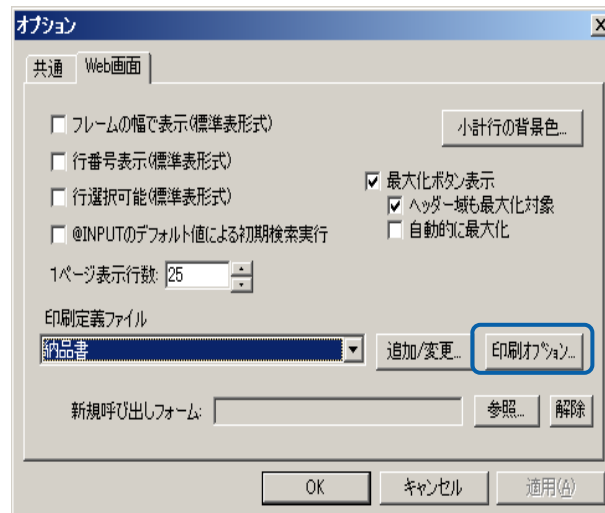 オプション
共通 Web画面
フレームの幅で表示(標準表形式)
小計行の背景色...
行番号表示(標準表形式)
最大化ボタン表示
行選択可能(標準表形式)
ヘッダー域も最大化対象
@INPUTのデフォルト値による初期検索実行
自動的に最大化
1ページ表示行数: 25
印刷定義ファイル
納品書 追加/変更... 印刷オプション...
新規呼び出しフォーム: 参照... 解除
OK キャンセル 適用(A)